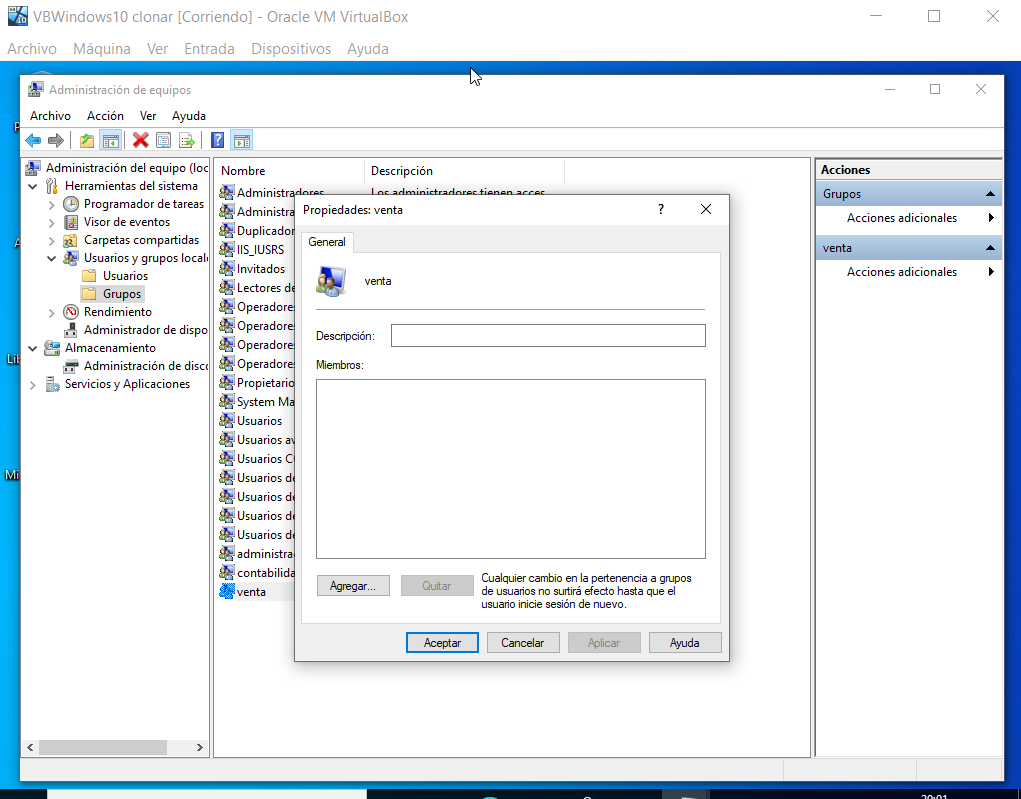 VBWindows10 clonar [Corriendo] - Oracle VM VirtualBox
Archivo Máquina Ver Entrada Dispositivos Ayuda
Administración de equipos
Archivo Acción Ver Ayuda
Administración del equipo (loc
Herramientas del sistema
Programador de tareas
Visor de eventos
Carpetas compartidas
Usuarios y grupos locale
Usuarios
Grupos
Rendimiento
Administrador de dispo
Almacenamiento
Administración de disco
Servicios y Aplicaciones
Nombre Descripción
Administradores Los administradores tienen acces
Administra
Duplicador
IIS_IUSRS
Invitados
Lectores de
Operadores
Operadores
Operadores
Operadores
Propietario
System Ma
Usuarios
Usuarios av
Usuarios CO
Usuarios de
Usuarios de
Usuarios de
Usuarios de
administrac
contabilida
venta
Propiedades: venta ?
General
venta
Descripción:
Miembros:
Agregar... Quitar
Cualquier cambio en la pertenencia a grupos
de usuarios no surtirá efecto hasta que el
usuario inicie sesión de nuevo.
Aceptar Cancelar Aplicar Ayuda
Acciones
Grupos
Acciones adicionales
venta
Acciones adicionales
Lib
Mi
20:01